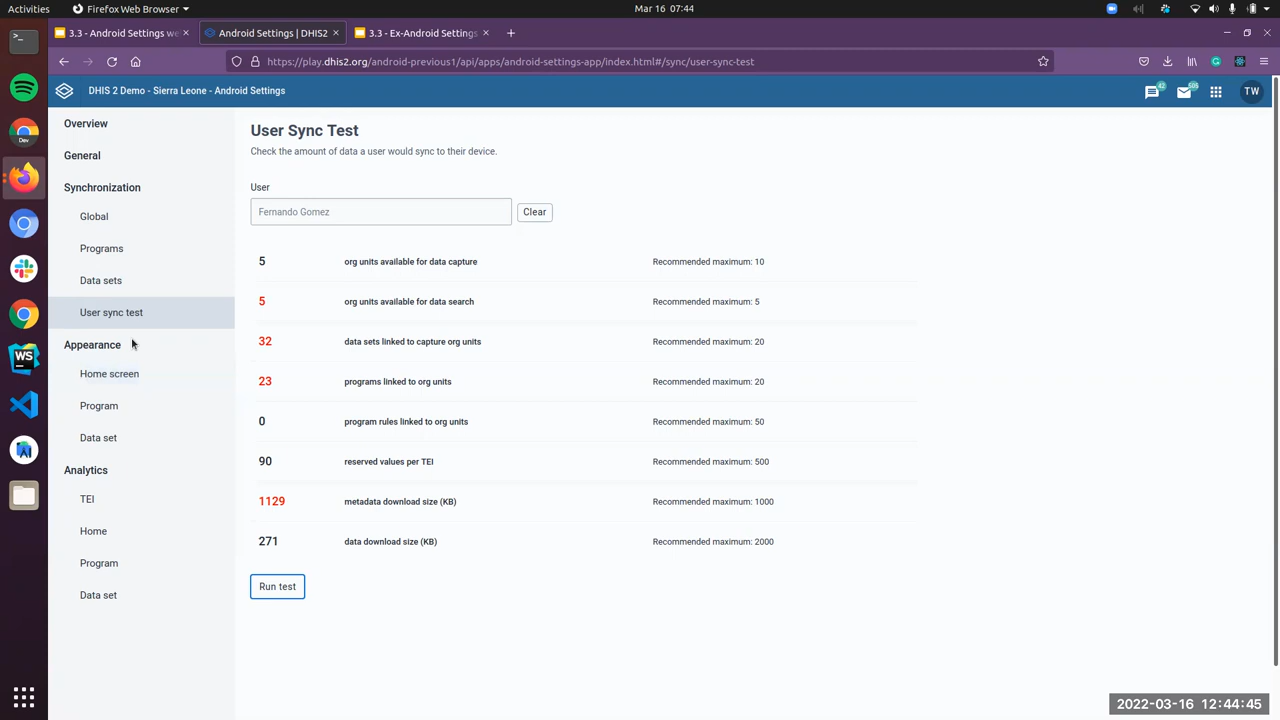 Activities
Firefox Web Browser
Mar 16 07:44
3.3 - Android Settings we
Android Settings | DHIS2
3.3 - Ex-Android Settings
https://play.dhis2.org/android-previous1/api/apps/android-settings-app/index.html#/sync/user-sync-test
DHIS 2 Demo - Sierra Leone - Android Settings
TW
Overview
General
Synchronization
Global
Programs
Data sets
User sync test
Appearance
Home screen
Program
Data set
Analytics
TEI
Home
Program
Data set
User Sync Test
Check the amount of data a user would sync to their device.
User
Fernando Gomez
Clear
5 org units available for data capture Recommended maximum: 10
5 org units available for data search Recommended maximum: 5
32 data sets linked to capture org units Recommended maximum: 20
23 programs linked to org units Recommended maximum: 20
0 program rules linked to org units Recommended maximum: 50
90 reserved values per TEI Recommended maximum: 500
1129 metadata download size (KB) Recommended maximum: 1000
271 data download size (KB) Recommended maximum: 2000
Run test
Dev
WS
2022-03-16 12:44:45